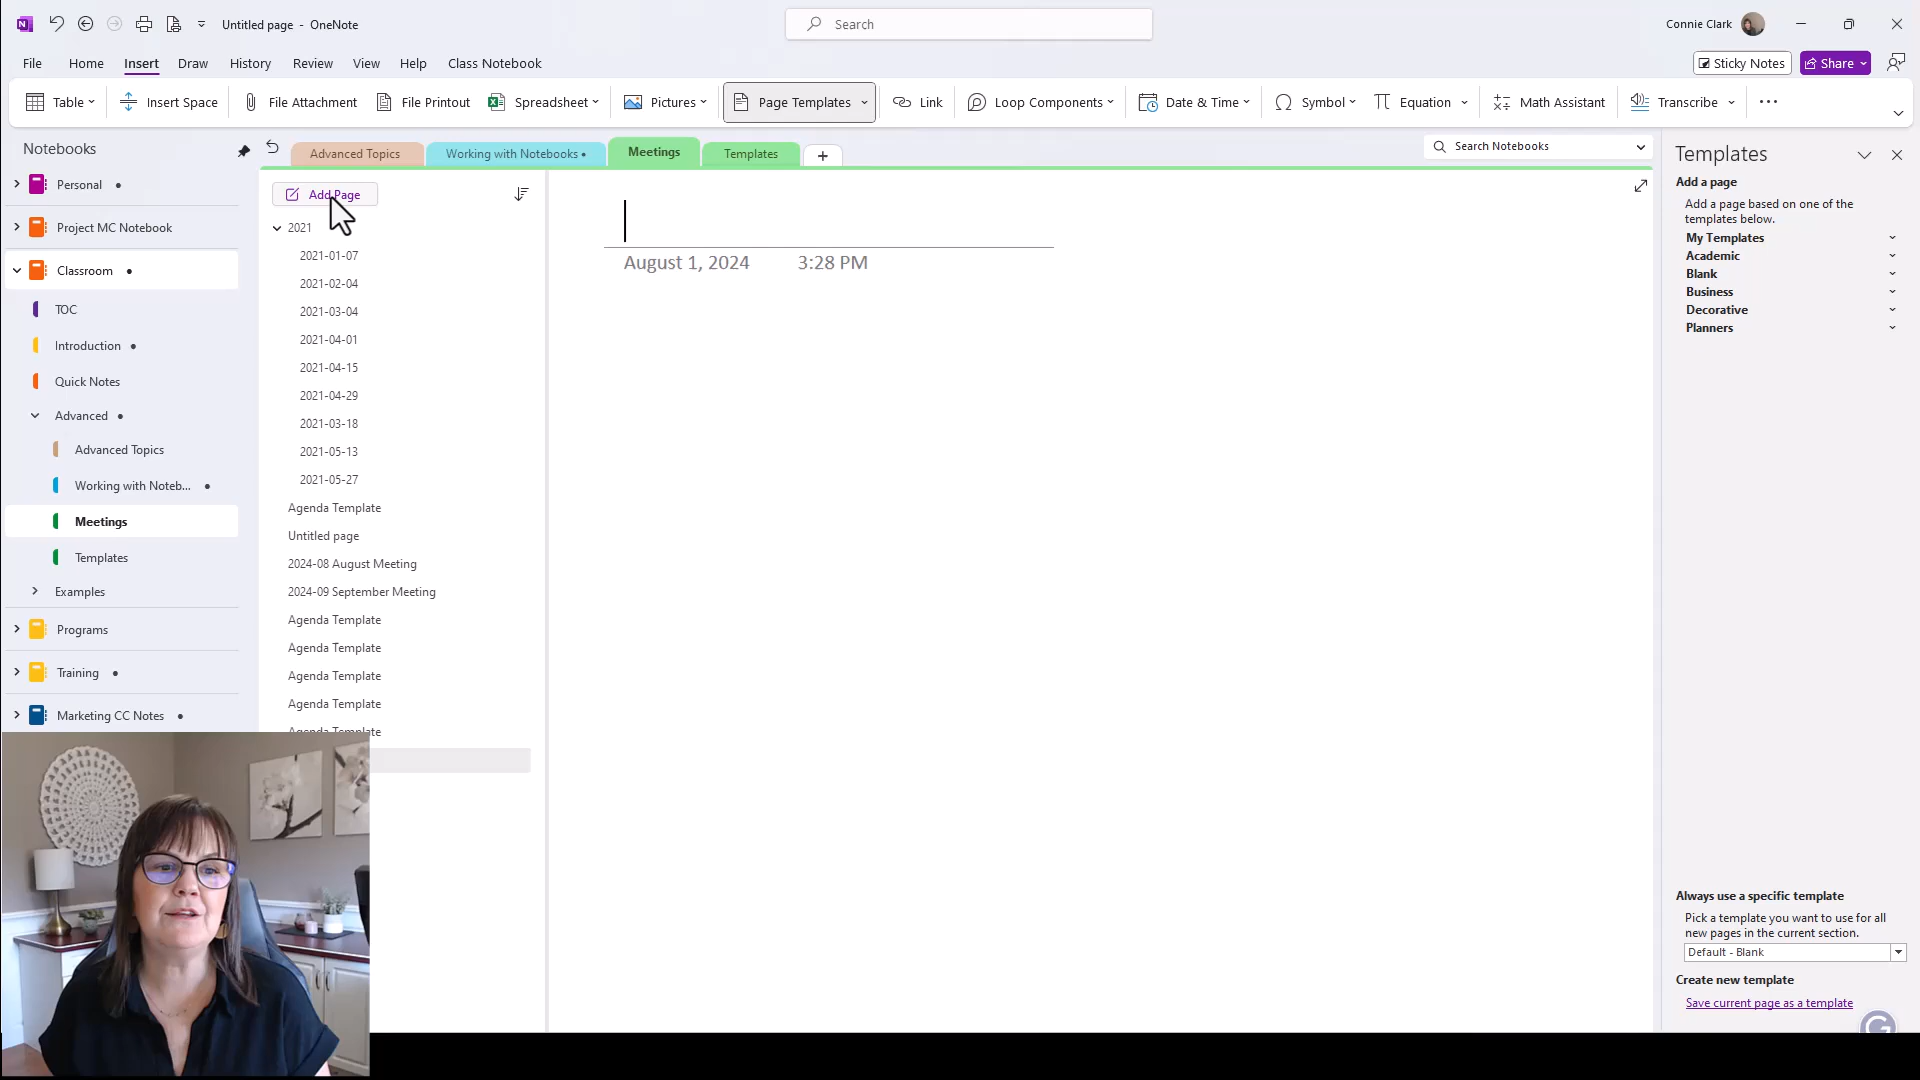 Untitled page - OneNote
Search
Connie Clark
File Home Insert Draw History Review View Help Class Notebook
Sticky Notes Share
Table Insert Space File Attachment File Printout Spreadsheet Pictures Page Templates Link Loop Components Date & Time Symbol Equation Math Assistant Transcribe
Notebooks
Personal
Project MC Notebook
Classroom
TOC
Introduction
Quick Notes
Advanced
Advanced Topics
Working with Noteb...
Meetings
Templates
Examples
Programs
Training
Marketing CC Notes
Advanced Topics Working with Notebooks Meetings Templates
Search Notebooks
Add Page
2021
2021-01-07
2021-02-04
2021-03-04
2021-04-01
2021-04-15
2021-04-29
2021-03-18
2021-05-13
2021-05-27
Agenda Template
Untitled page
2024-08 August Meeting
2024-09 September Meeting
Agenda Template
Agenda Template
Agenda Template
Agenda Template
Agenda Template
August 1, 2024 3:28 PM
Templates
Add a page
Add a page based on one of the
templates below.
My Templates
Academic
Blank
Business
Decorative
Planners
Always use a specific template
Pick a template you want to use for all
new pages in the current section.
Default - Blank
Create new template
Save current page as a template